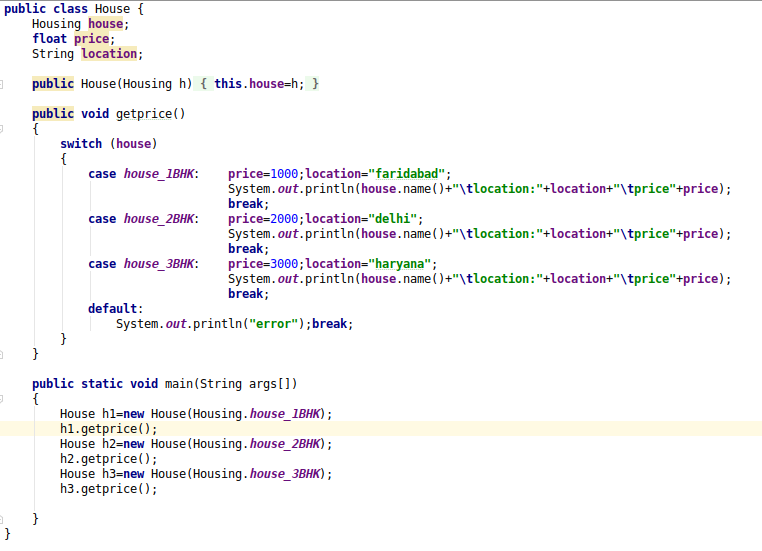 public class House {
Housing house;
float price;
String location;
public House(Housing h) { this.house=h; }
public void getprice()
{
switch (house)
{
case house_1BHK: price=1000;location="faridabad";
System.out.println(house.name()+"\tlocation:"+location+"\tprice"+price);
break;
case house_2BHK: price=2000;location="delhi";
System.out.println(house.name()+"\tlocation:"+location+"\tprice"+price);
break;
case house_3BHK: price=3000;location="haryana";
System.out.println(house.name()+"\tlocation:"+location+"\tprice"+price);
break;
default:
System.out.println("error");break;
}
}
public static void main(String args[])
{
House h1=new House(Housing.house_1BHK);
h1.getprice();
House h2=new House(Housing.house_2BHK);
h2.getprice();
House h3=new House(Housing.house_3BHK);
h3.getprice();
}
}